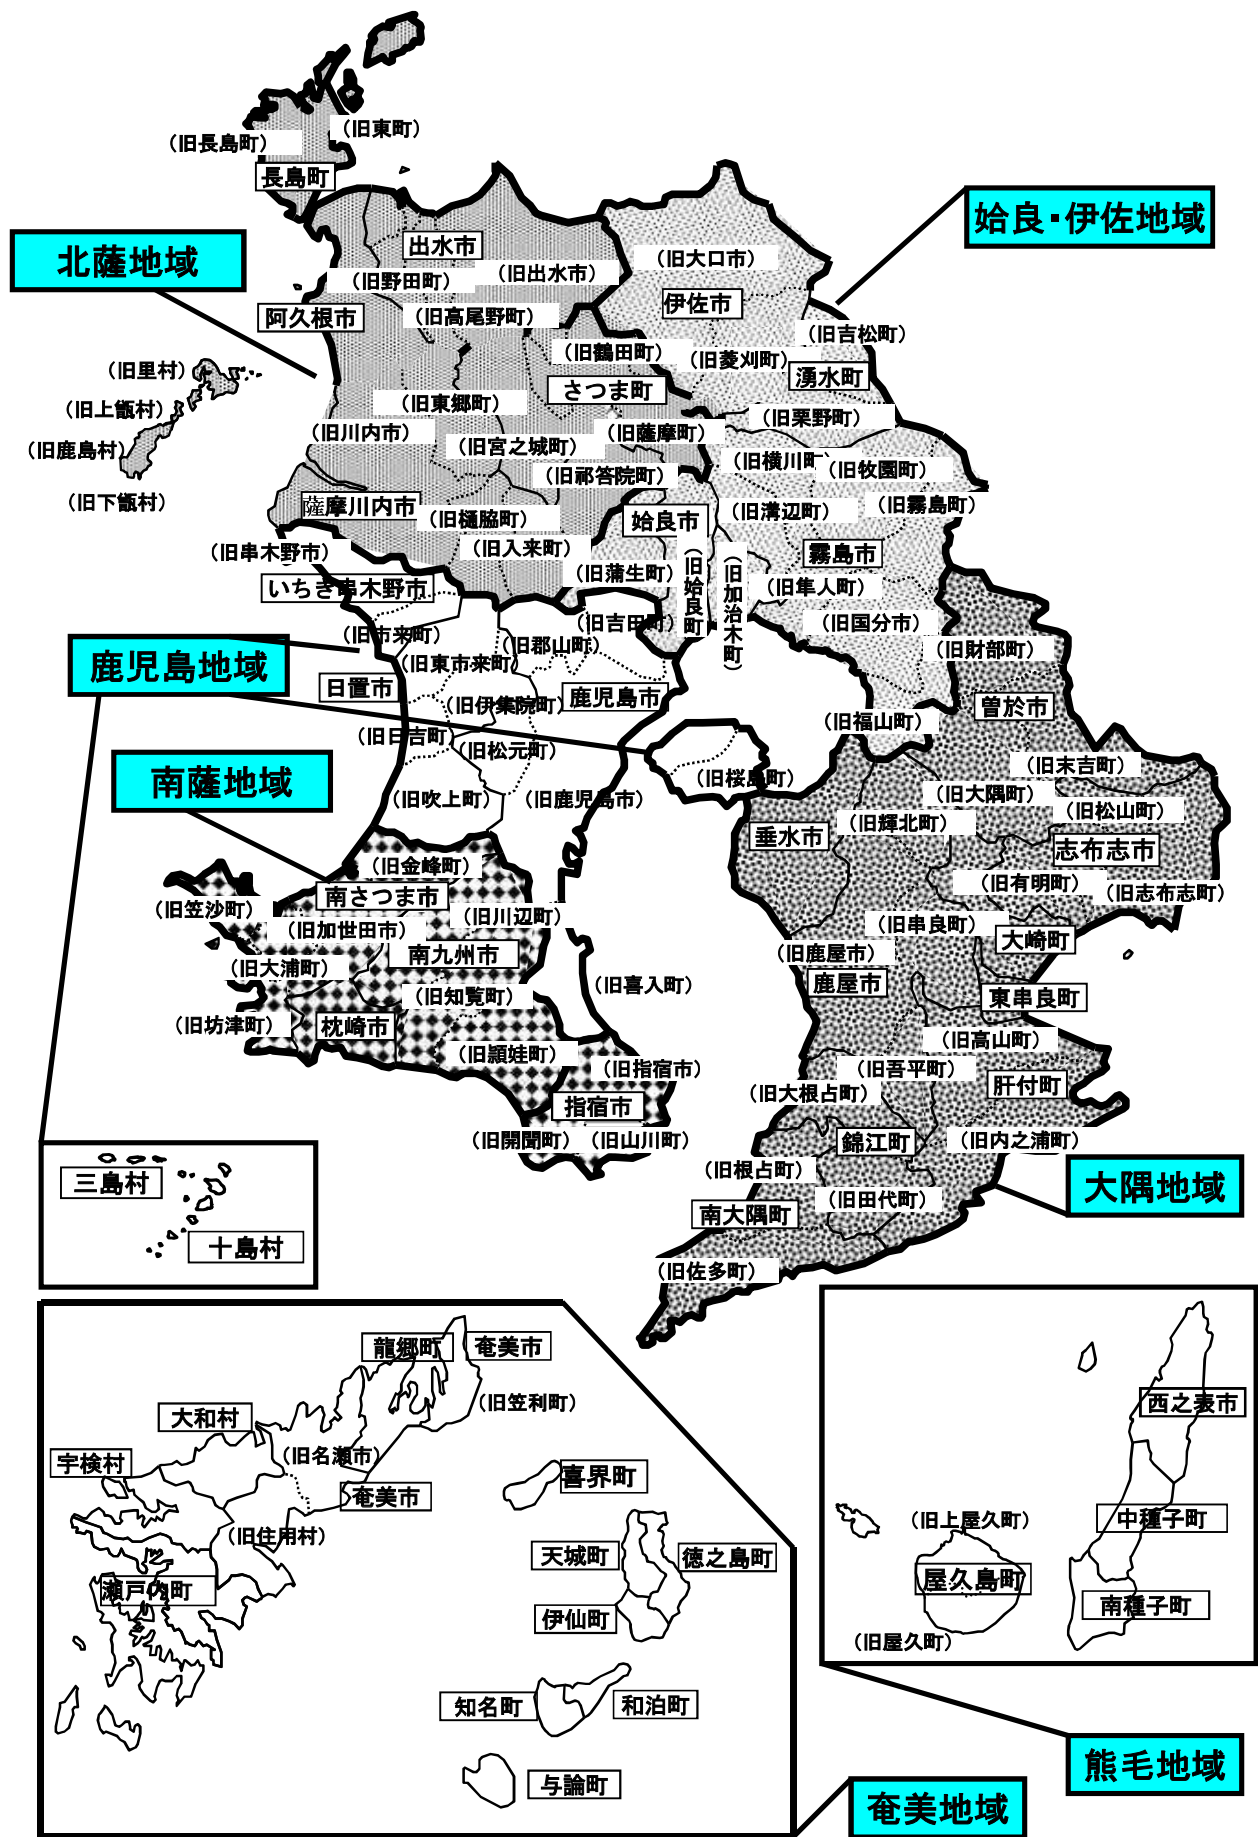 (旧東町)
(旧長島町)
長島町
始良・伊佐地域
北薩地域
出水市
(旧大口市)
(旧野田町)
(旧出水市)
伊佐市
阿久根市
(旧高尾野町)
(旧吉松町)
(旧鶴田町)
(旧菱刈町)
(旧里村)
さつま町
湧水町
(旧上甑村)
(旧東郷町)
(旧栗野町)
(旧川内市)
(旧宮之城町)
(旧薩摩町)
(旧鹿島村)
(旧横川町)
(旧牧園町)
(旧祁答院町)
(旧下甑村)
薩摩川内市
(旧樋脇町)
始良市
(旧溝辺町)
(旧霧島町)
(旧串木野市)
(旧入来町)
霧島市
いちき串木野市
(旧蒲生町)
(旧始良町)
(旧加治木町)
(旧隼人町)
(旧市来町)
(旧吉田町)
(旧国分市)
鹿児島地域
(旧東市来町)
(旧郡山町)
(旧財部町)
日置市
(旧伊集院町)
鹿児島市
曽於市
(旧日吉町)
(旧松元町)
(旧福山町)
南薩地域
(旧桜島町)
(旧末吉町)
(旧吹上町)
(旧鹿児島市)
(旧大隅町)
(旧松山町)
垂水市
(旧輝北町)
志布志市
(旧金峰町)
南さつま市
(旧有明町)
(旧志布志町)
(旧笠沙町)
(旧川辺町)
(旧加世田市)
(旧串良町)
大崎町
南九州市
(旧鹿屋市)
(旧大浦町)
鹿屋市
(旧喜入町)
(旧知覧町)
東串良町
(旧坊津町)
枕崎市
(旧高山町)
(旧頴娃町)
(旧指宿市)
(旧吾平町)
肝付町
(旧大根占町)
指宿市
(旧開聞町)
(旧山川町)
錦江町
(旧内之浦町)
三島村
(旧根占町)
大隅地域
(旧田代町)
南大隅町
十島村
(旧佐多町)
龍郷町
奄美市
(旧笠利町)
西之表市
大和村
(旧名瀬市)
宇検村
喜界町
奄美市
(旧上屋久町)
中種子町
(旧住用村)
天城町
徳之島町
屋久島町
瀬戸内町
伊仙町
南種子町
(旧屋久町)
知名町
和泊町
熊毛地域
与論町
奄美地域